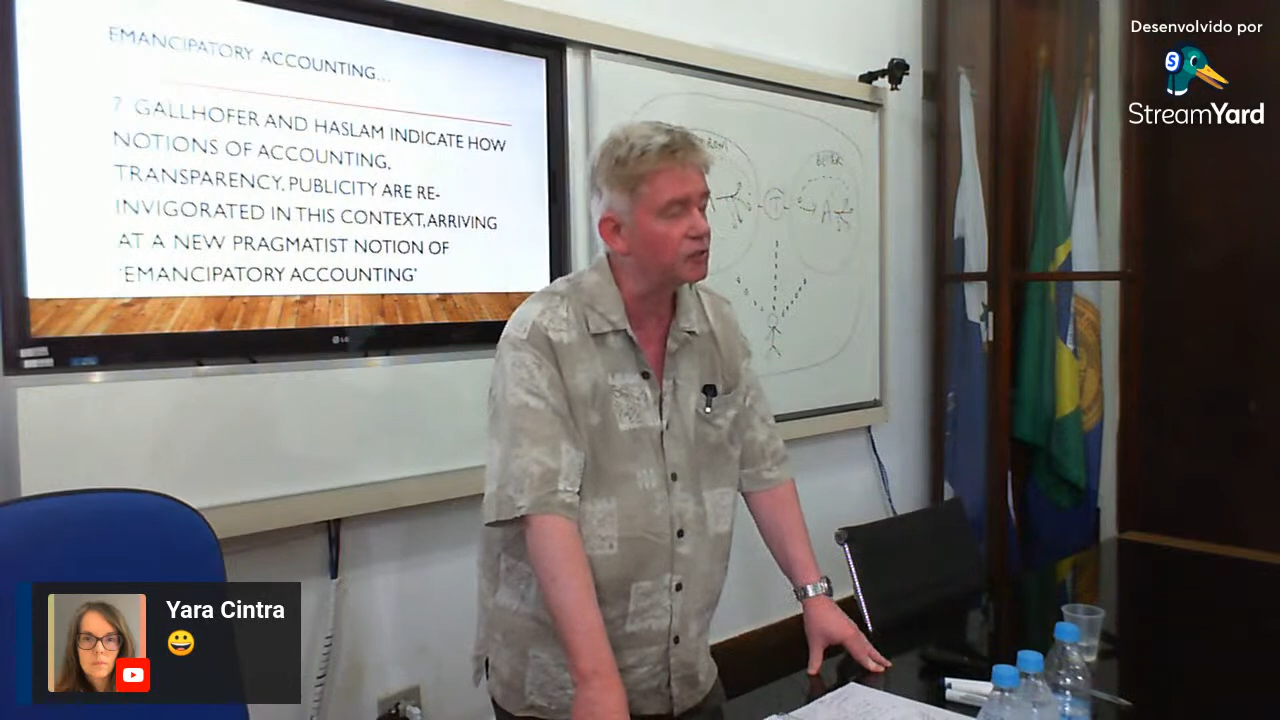 EMANCIPATORY ACCOUNTING...
7 GALLHOFER AND HASLAM INDICATE HOW
NOTIONS OF ACCOUNTING,
TRANSPARENCY, PUBLICITY ARE RE-
INVIGORATED IN THIS CONTEXT, ARRIVING
AT A NEW PRAGMATIST NOTION OF
'EMANCIPATORY ACCOUNTING'
LG
Desenvolvido por
S
StreamYard
Yara Cintra